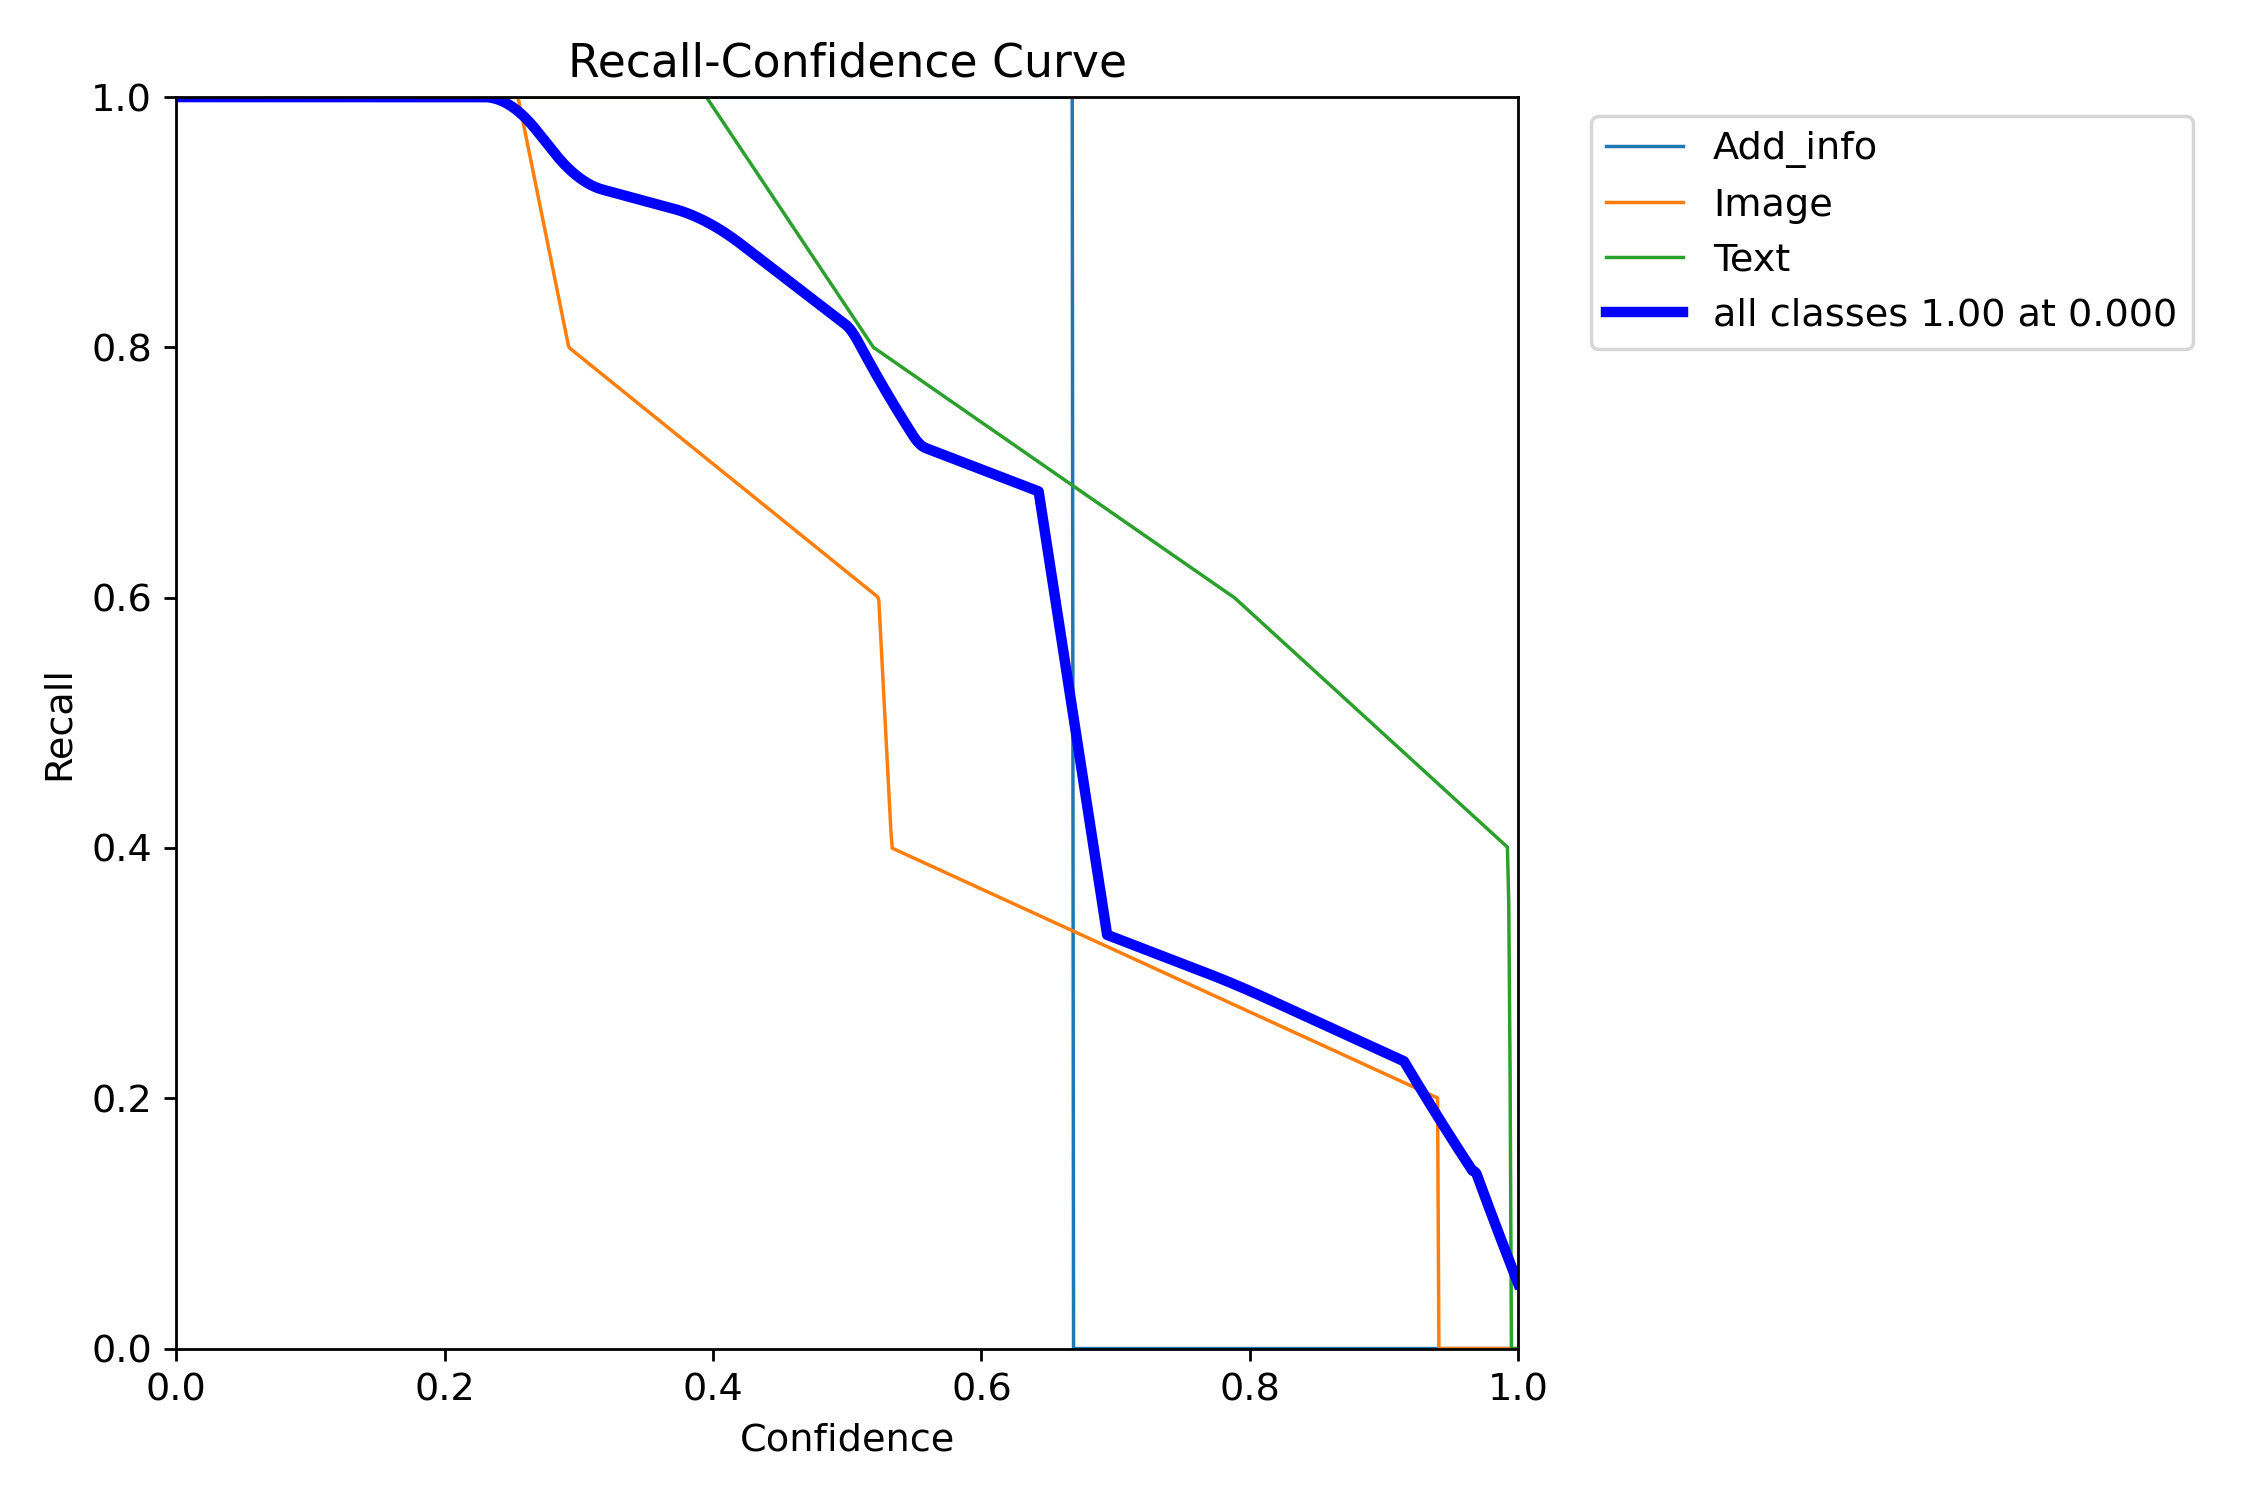 Recall-Confidence Curve
1.0
0.8
0.6
0.4
0.2
0.0
Recall
0.0 0.2 0.4 0.6 0.8 1.0
Confidence
Add_info
Image
Text
all classes 1.00 at 0.000